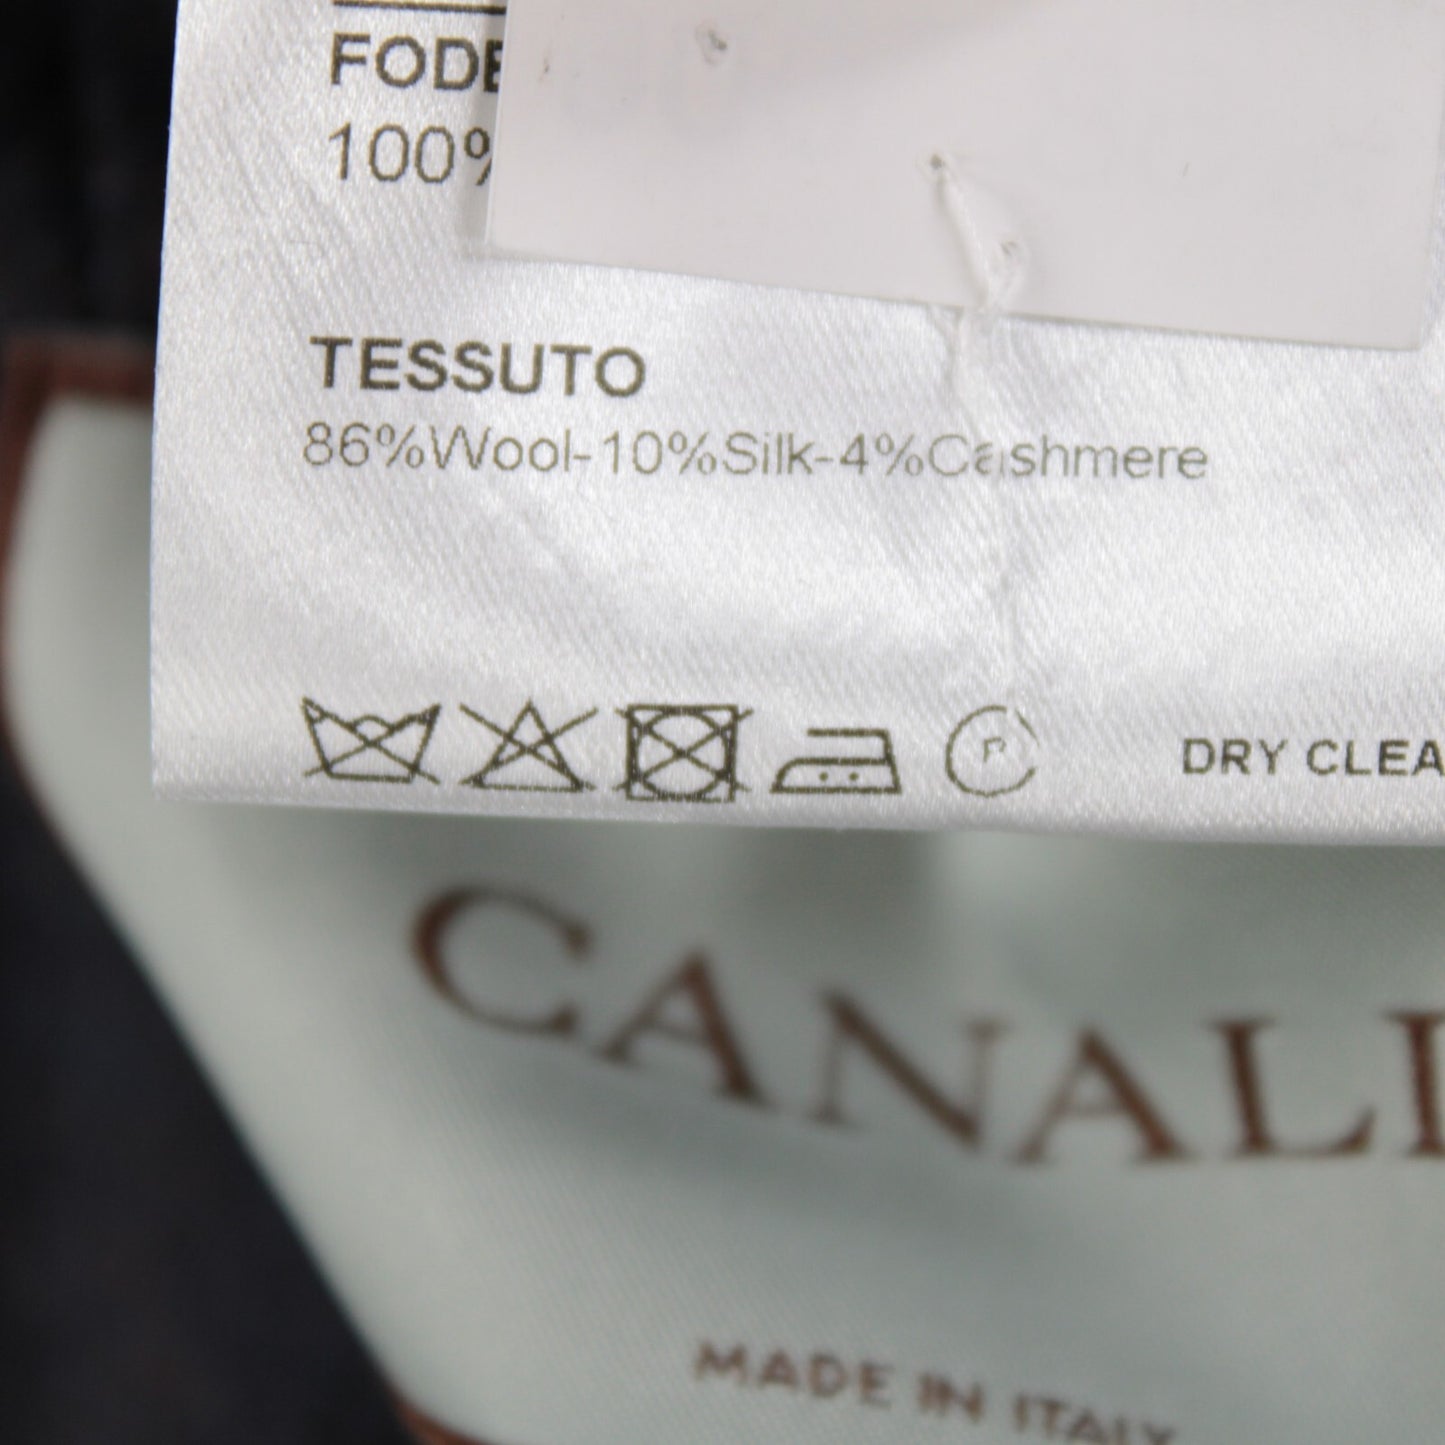 FODE
100%
TESSUTO
86%Wool-10%Silk-4%Cashmere
P
DRY CLEA
CANALI
MADE IN ITALY